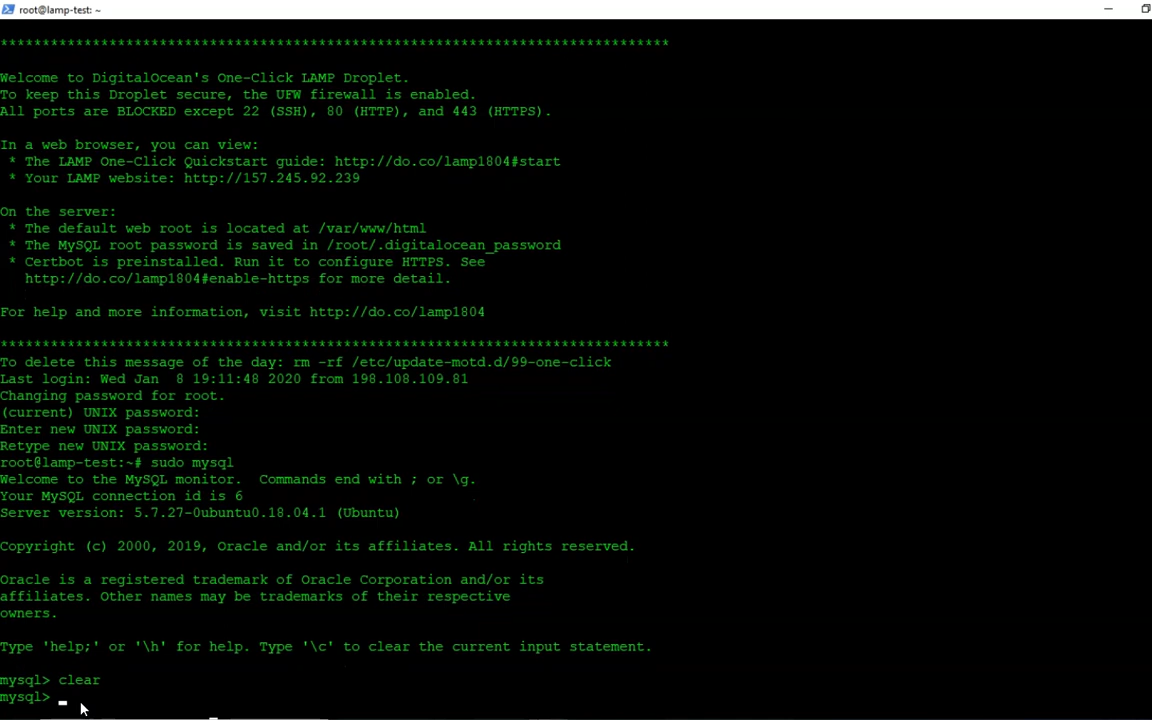 root@lamp-test: ~
********************************************************************************
Welcome to DigitalOcean's One-Click LAMP Droplet.
To keep this Droplet secure, the UFW firewall is enabled.
All ports are BLOCKED except 22 (SSH), 80 (HTTP), and 443 (HTTPS).
In a web browser, you can view:
* The LAMP One-Click Quickstart guide: http://do.co/lamp1804#start
* Your LAMP website: http://157.245.92.239
On the server:
* The default web root is located at /var/www/html
* The MySQL root password is saved in /root/.digitalocean_password
* Certbot is preinstalled. Run it to configure HTTPS. See
http://do.co/lamp1804#enable-https for more detail.
For help and more information, visit http://do.co/lamp1804
********************************************************************************
To delete this message of the day: rm -rf /etc/update-motd.d/99-one-click
Last login: Wed Jan  8 19:11:48 2020 from 198.108.109.81
Changing password for root.
(current) UNIX password:
Enter new UNIX password:
Retype new UNIX password:
root@lamp-test:~# sudo mysql
Welcome to the MySQL monitor.  Commands end with ; or \g.
Your MySQL connection id is 6
Server version: 5.7.27-0ubuntu0.18.04.1 (Ubuntu)
Copyright (c) 2000, 2019, Oracle and/or its affiliates. All rights reserved.
Oracle is a registered trademark of Oracle Corporation and/or its
affiliates. Other names may be trademarks of their respective
owners.
Type 'help;' or '\h' for help. Type '\c' to clear the current input statement.
mysql> clear
mysql>